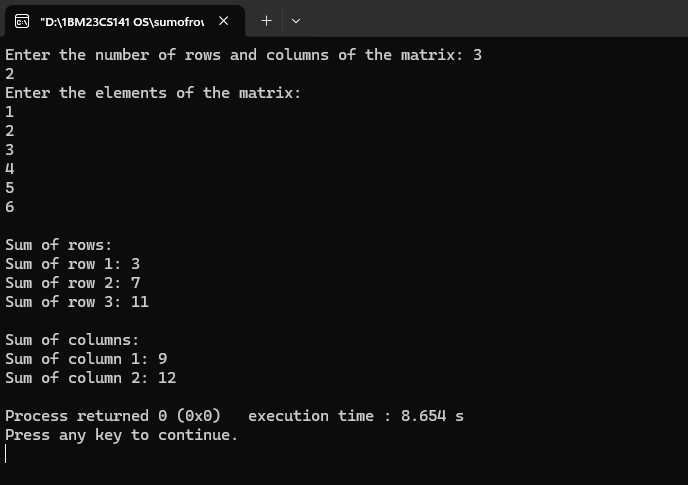 "D:\1BM23CS141 OS\sumofrov
Enter the number of rows and columns of the matrix: 3
2
Enter the elements of the matrix:
1
2
3
4
5
6
Sum of rows:
Sum of row 1: 3
Sum of row 2: 7
Sum of row 3: 11
Sum of columns:
Sum of column 1: 9
Sum of column 2: 12
Process returned 0 (0x0)   execution time : 8.654 s
Press any key to continue.